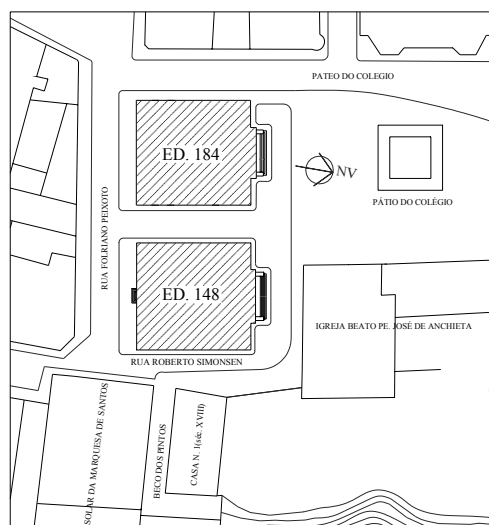 PATEO DO COLEGIO
ED. 184
NV
PÁTIO DO COLÉGIO
RUA FOLRIANO PEIXOTO
ED. 148
IGREJA BEATO PE. JOSÉ DE ANCHIETA
RUA ROBERTO SIMONSEN
SOLAR DA MARQUESA DE SANTOS
BECO DOS PINTOS
CASA N. 1(séc. XVIII)